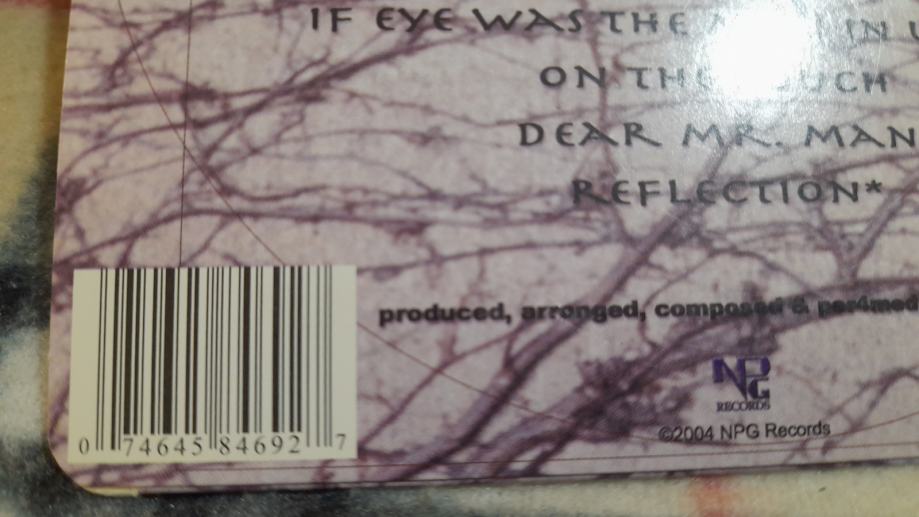 IF EYE WAS THE IN
ON THE
DEAR MR. MAN
REFLECTION*
produced, arranged, composed & per4med
NPG
RECORDS
©2004 NPG Records
0 74645 84692 7